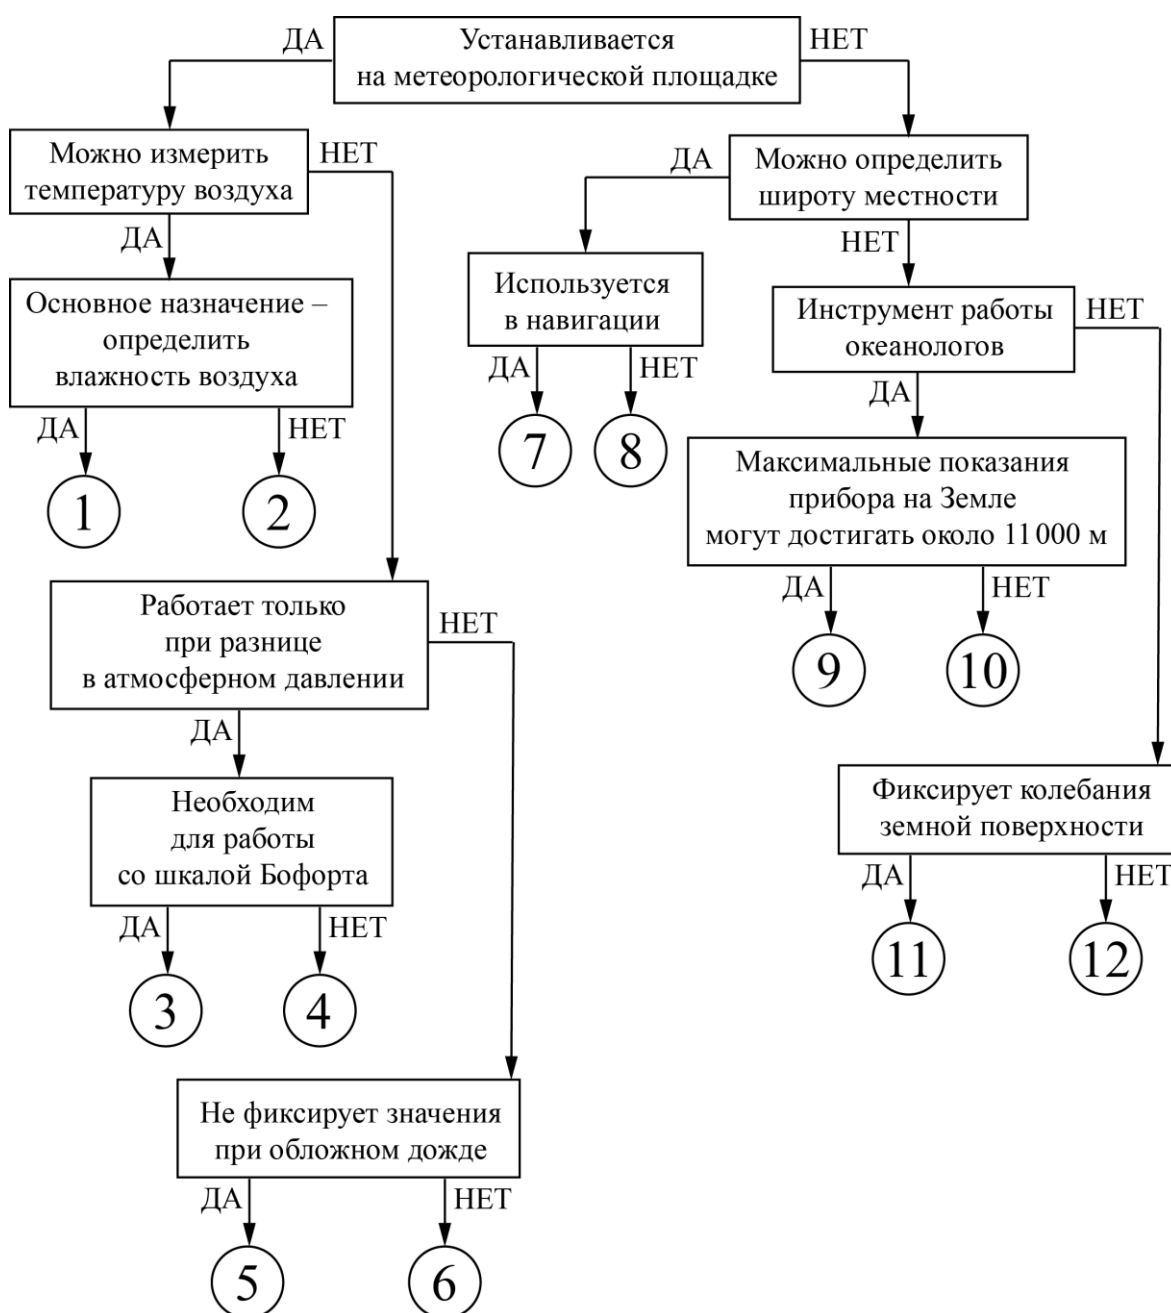 Устанавливается
на метеорологической площадке
ДА
НЕТ
Можно измерить
температуру воздуха
НЕТ
ДА
Можно определить
широту местности
ДА
НЕТ
Основное назначение –
определить
влажность воздуха
ДА
НЕТ
1
2
Используется
в навигации
ДА
НЕТ
7
8
Инструмент работы
океанологов
НЕТ
ДА
Максимальные показания
прибора на Земле
могут достигать около 11 000 м
ДА
НЕТ
9
10
Работает только
при разнице
в атмосферном давлении
НЕТ
ДА
Необходим
для работы
со шкалой Бофорта
ДА
НЕТ
3
4
Фиксирует колебания
земной поверхности
ДА
НЕТ
11
12
Не фиксирует значения
при обложном дожде
ДА
НЕТ
5
6